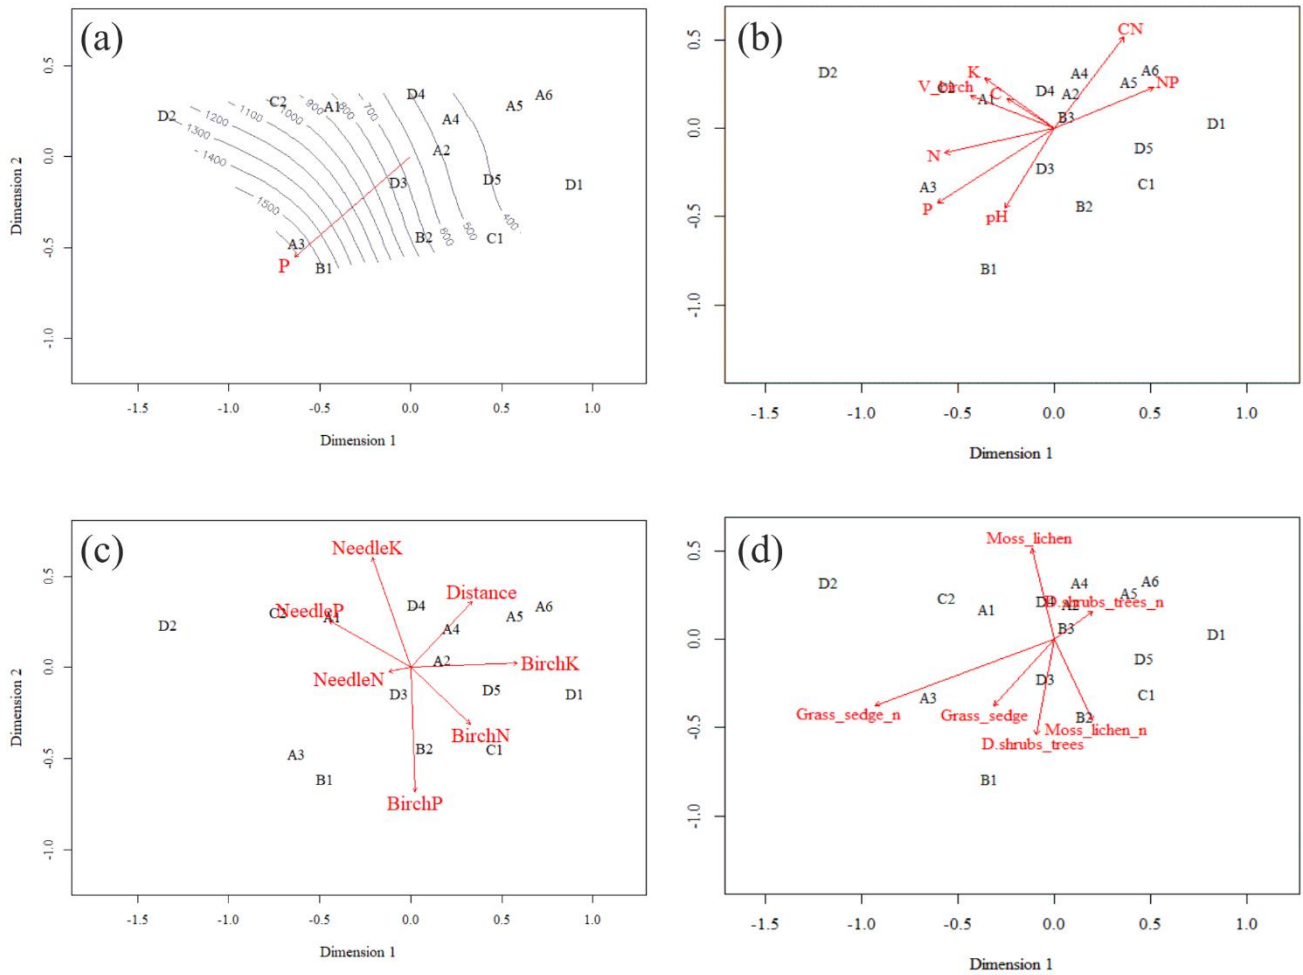 (a)
0.5
0.0
-0.5
-1.0
Dimension 2
D2
C2
A1
D4
A4
A5
A6
A2
D3
D5
D1
A3
B1
B2
C1
P
1500
1400
1300
1200
1100
1000
900
800
700
600
500
400
-1.5 -1.0 -0.5 0.0 0.5 1.0
Dimension 1
(b)
0.5
0.0
-0.5
-1.0
CN
D2
K
A4
A6
A5
NP
V_birch
C2
A1
C
D4
A2
B3
D1
N
D3
D5
C1
A3
P
pH
B2
B1
-1.5 -1.0 -0.5 0.0 0.5 1.0
Dimension 1
(c)
0.5
0.0
-0.5
-1.0
Dimension 2
NeedleK
Distance
NeedleP
C2
A1
D4
A5
A6
D2
A4
A2
BirchK
NeedleN
D3
D5
D1
BirchN
A3
B2
C1
B1
BirchP
-1.5 -1.0 -0.5 0.0 0.5 1.0
Dimension 1
(d)
0.5
0.0
-0.5
-1.0
Moss_lichen
D2
C2
A1
A4
A6
A5
D4
A2
D.shrubs_trees_n
B3
D1
D3
D5
C1
A3
Grass_sedge_n
Grass_sedge
B2
Moss_lichen_n
D.shrubs_trees
B1
-1.5 -1.0 -0.5 0.0 0.5 1.0
Dimension 1